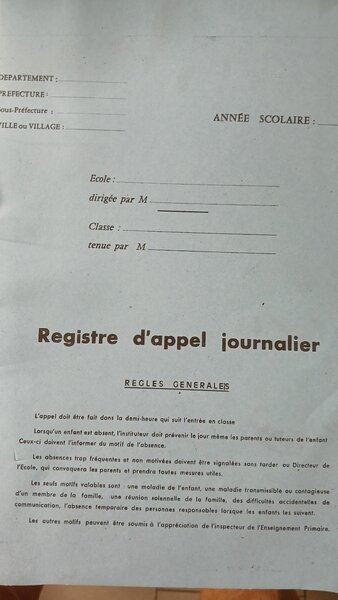 DEPARTEMENT :
PREFECTURE :
Sous-Préfecture :
VILLE ou VILLAGE :
ANNÉE SCOLAIRE :
Ecole :
dirigée par M
Classe :
tenue par M
Registre d'appel journalier
REGLES GENERALES
L'appel doit être fait dans la demi-heure qui suit l'entrée en classe
Lorsqu'un enfant est absent, l'instituteur doit prévenir le jour même les parents ou tuteurs de l'enfant
Ceux-ci doivent l'informer du motif de l'absence.
Les absences trop fréquentes et non motivées doivent être signalées sans tarder au Directeur de
l'Ecole, qui convoquera les parents et prendra toutes mesures utiles.
Les seuls motifs valables sont : une maladie de l'enfant, une maladie transmissible ou contagieuse
d'un membre de la famille, une réunion solennelle de la famille, des difficultés accidentelles de
communication, l'absence temporaire des personnes responsables lorsque les enfants les suivent.
Les autres motifs peuvent être soumis à l'appréciation de l'inspecteur de l'Enseignement Primaire.